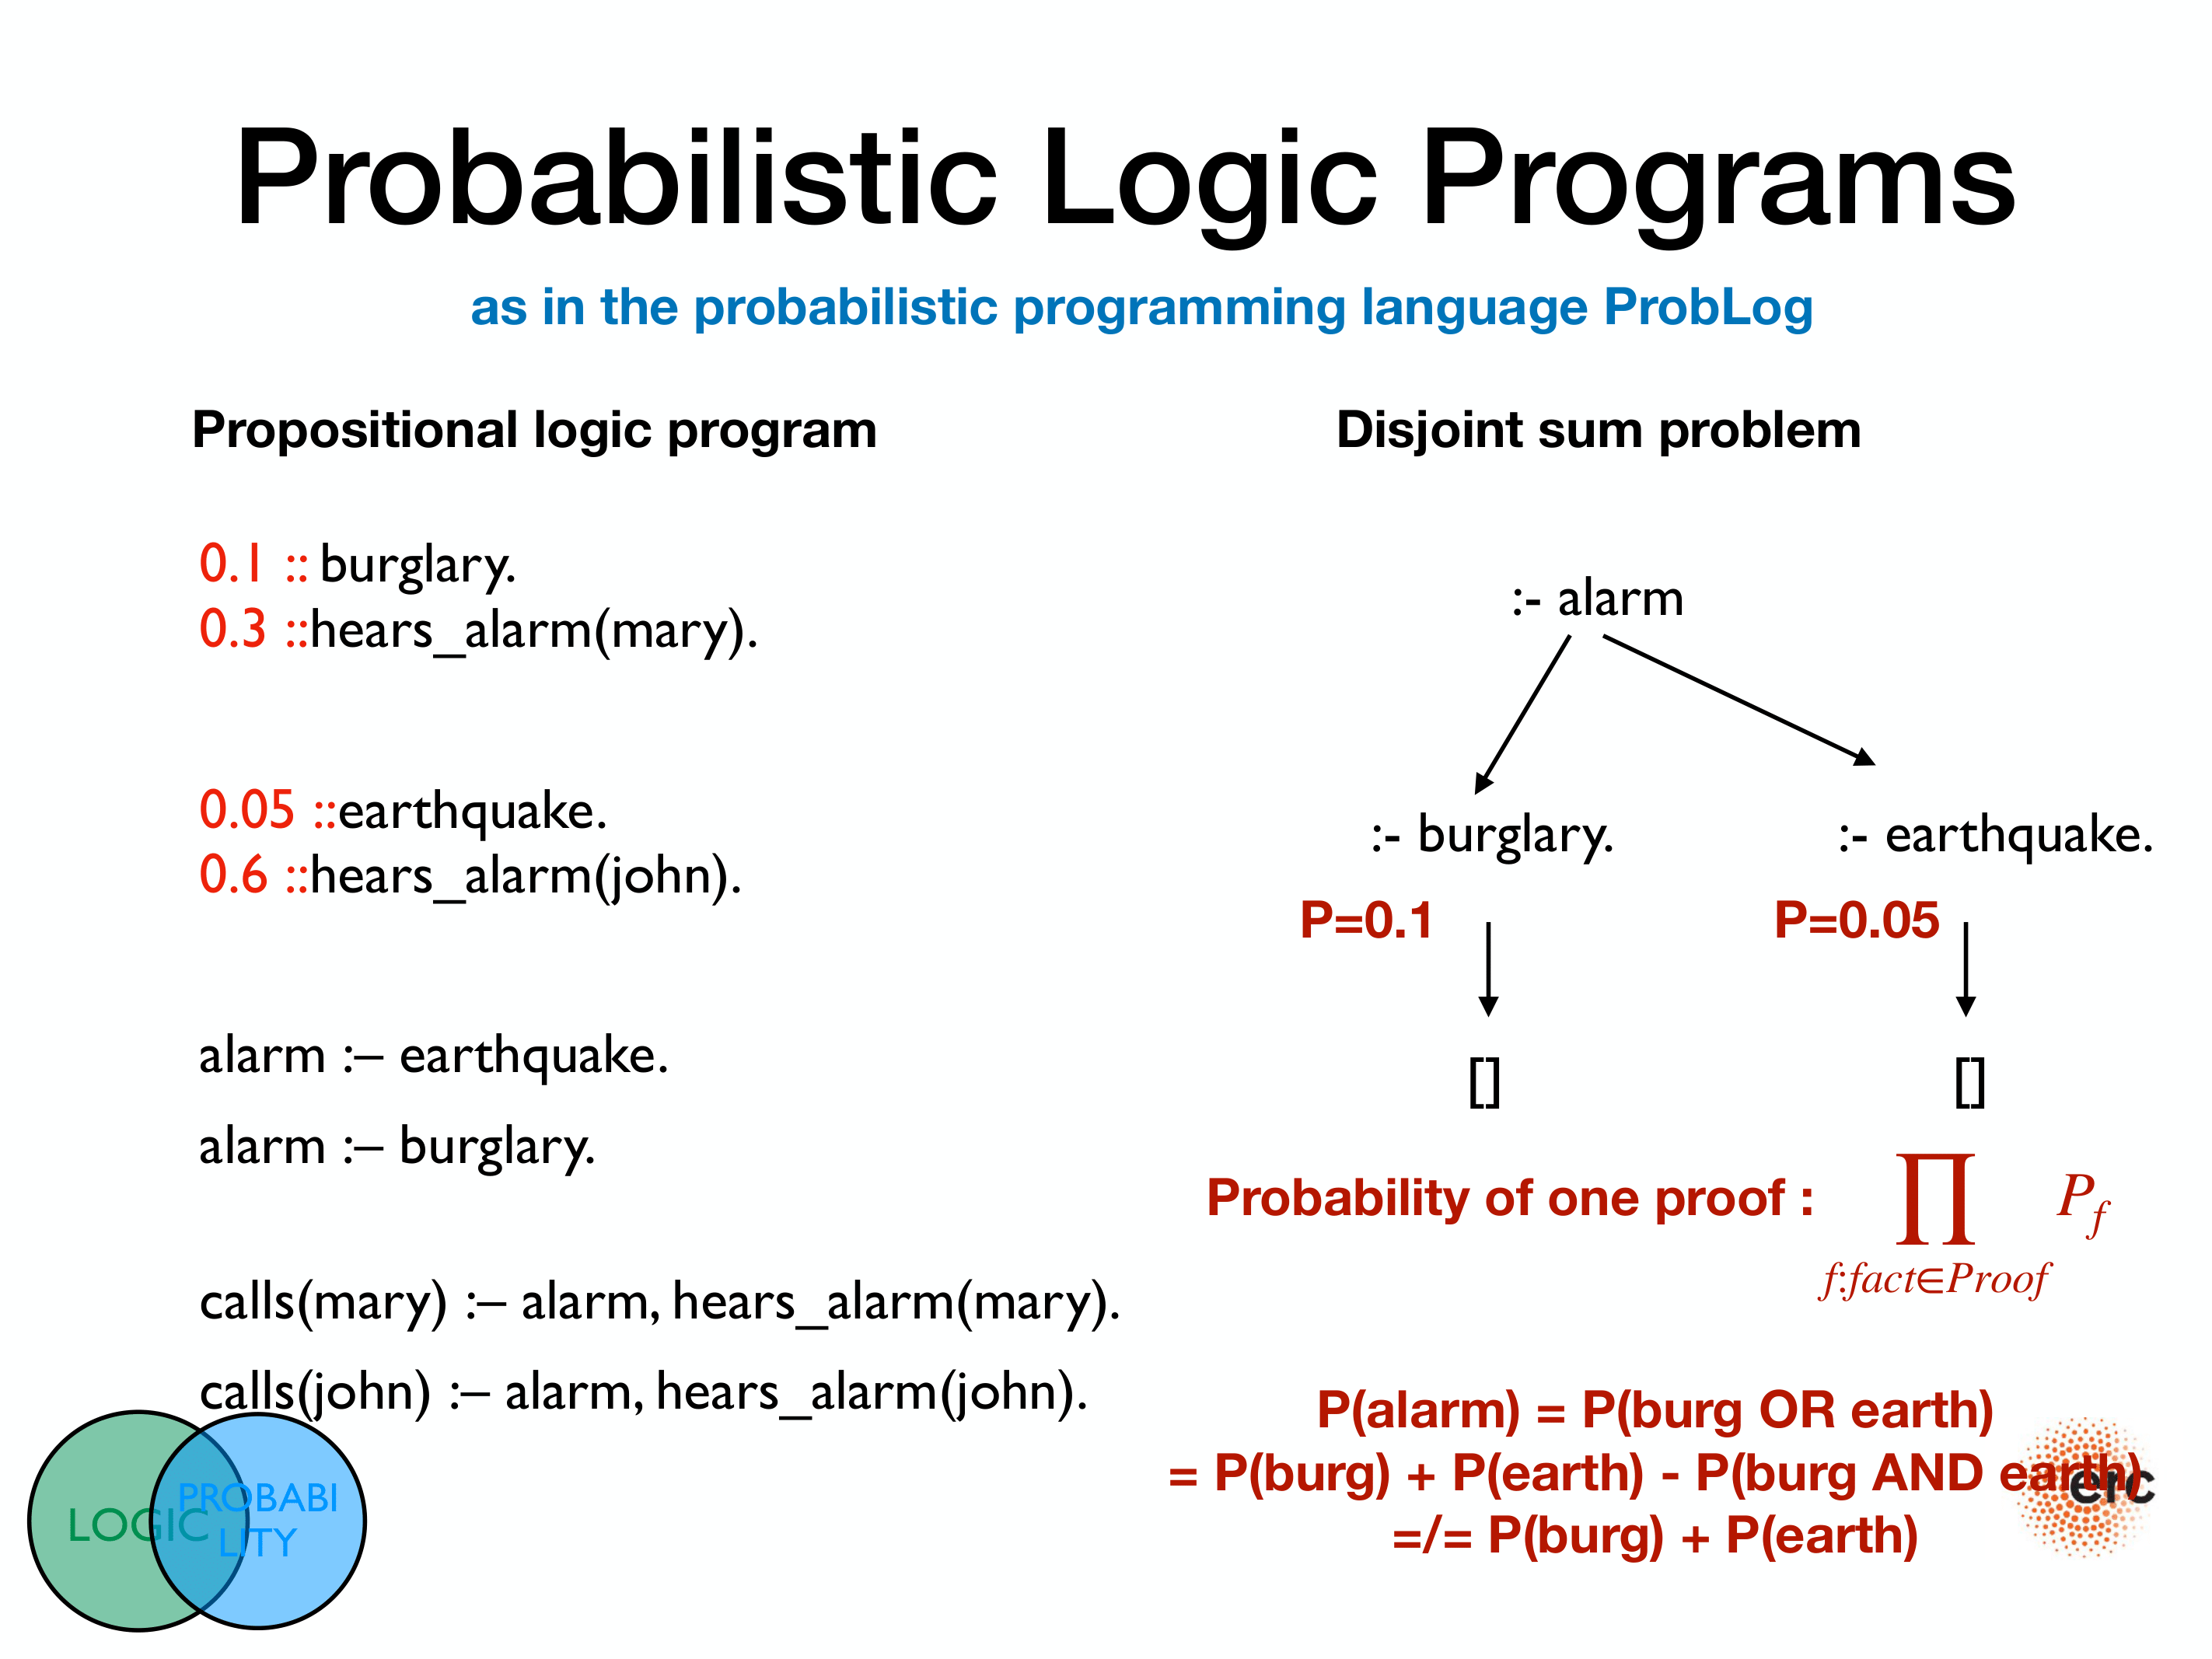 Probabilistic Logic Programs
as in the probabilistic programming language ProbLog
Propositional logic program
0.1 :: burglary.
0.3 ::hears_alarm(mary).
0.05 ::earthquake.
0.6 ::hears_alarm(john).
alarm :– earthquake.
alarm :– burglary.
calls(mary) :– alarm, hears_alarm(mary).
calls(john) :– alarm, hears_alarm(john).
LOGIC
PROBABI
LITY
Disjoint sum problem
:- alarm
:- burglary. :- earthquake.
P=0.1 P=0.05
[] []
Probability of one proof : ∏ P_f
f:fact∈Proof
P(alarm) = P(burg OR earth)
= P(burg) + P(earth) - P(burg AND earth)
=/= P(burg) + P(earth)
erc